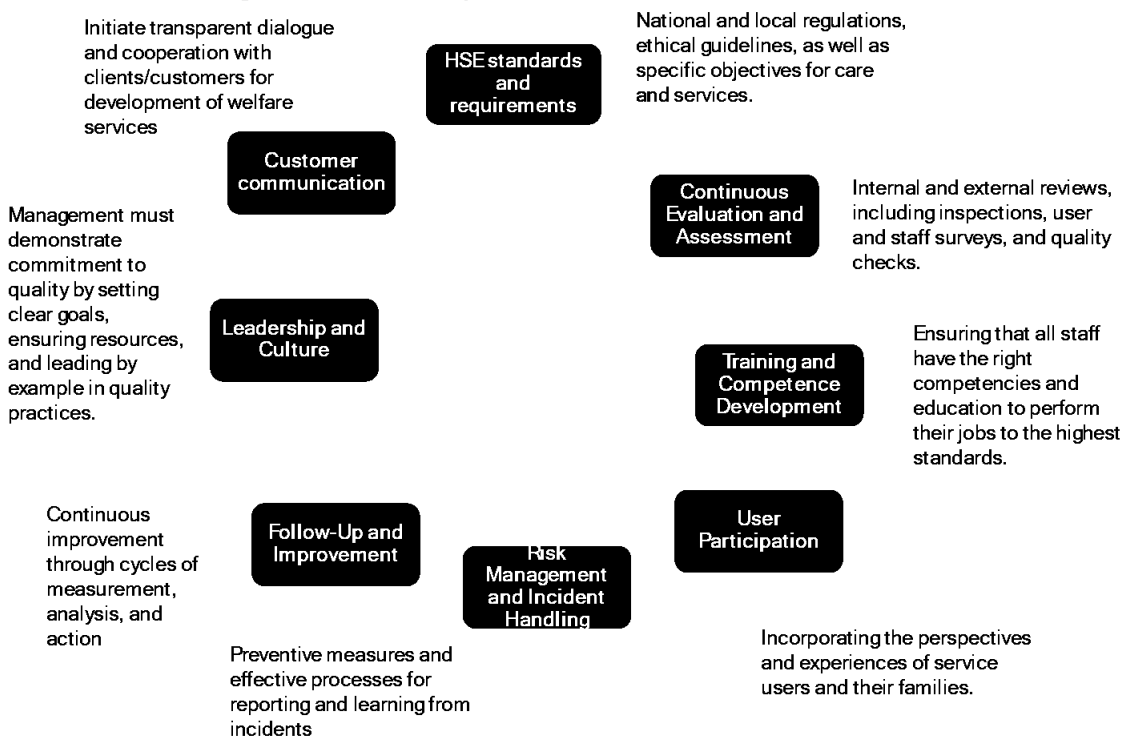 HSE standards
and
requirements
National and local regulations,
ethical guidelines, as well as
specific objectives for care
and services.
Continuous
Evaluation and
Assessment
Internal and external reviews,
including inspections, user
and staff surveys, and quality
checks.
Training and
Competence
Development
Ensuring that all staff
have the right
competencies and
education to perform
their jobs to the highest
standards.
User
Participation
Incorporating the perspectives
and experiences of service
users and their families.
Risk
Management
and Incident
Handling
Preventive measures and
effective processes for
reporting and learning from
incidents
Follow-Up and
Improvement
Continuous
improvement
through cycles of
measurement,
analysis, and
action
Leadership and
Culture
Management must
demonstrate
commitment to
quality by setting
clear goals,
ensuring resources,
and leading by
example in quality
practices.
Customer
communication
Initiate transparent dialogue
and cooperation with
clients/customers for
development of welfare
services